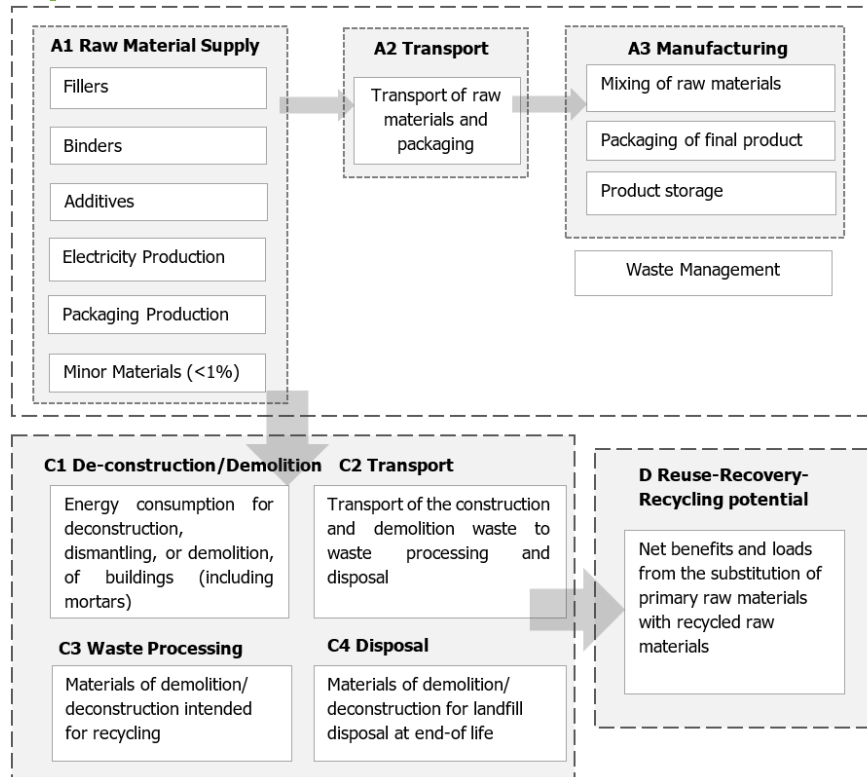 A1 Raw Material Supply
Fillers
Binders
Additives
Electricity Production
Packaging Production
Minor Materials (<1%)
A2 Transport
Transport of raw
materials and
packaging
A3 Manufacturing
Mixing of raw materials
Packaging of final product
Product storage
Waste Management
C1 De-construction/Demolition
Energy consumption for
deconstruction,
dismantling, or demolition,
of buildings (including
mortars)
C2 Transport
Transport of the construction
and demolition waste to
waste processing and
disposal
C3 Waste Processing
Materials of demolition/
deconstruction intended
for recycling
C4 Disposal
Materials of demolition/
deconstruction for landfill
disposal at end-of life
D Reuse-Recovery-
Recycling potential
Net benefits and loads
from the substitution of
primary raw materials
with recycled raw
materials